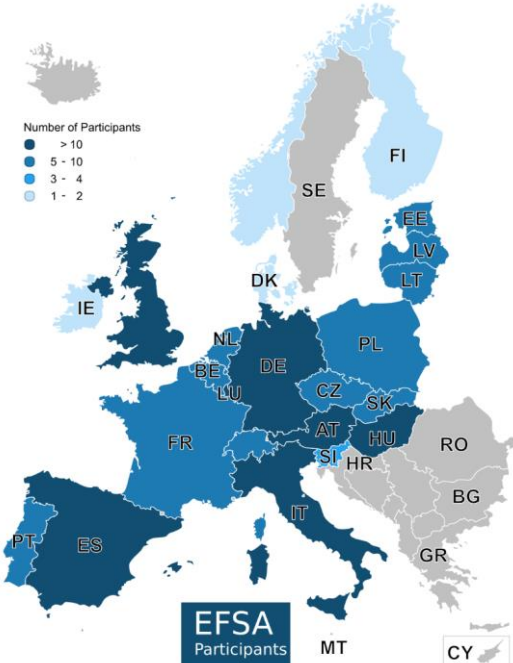 Number of Participants
> 10
5 - 10
3 - 4
1 - 2
FI
SE
EE
LV
LT
DK
IE
NL
PL
DE
BE
LU
CZ
SK
FR
AT
HU
RO
SI
HR
BG
IT
PT
ES
GR
EFSA
Participants
MT
CY